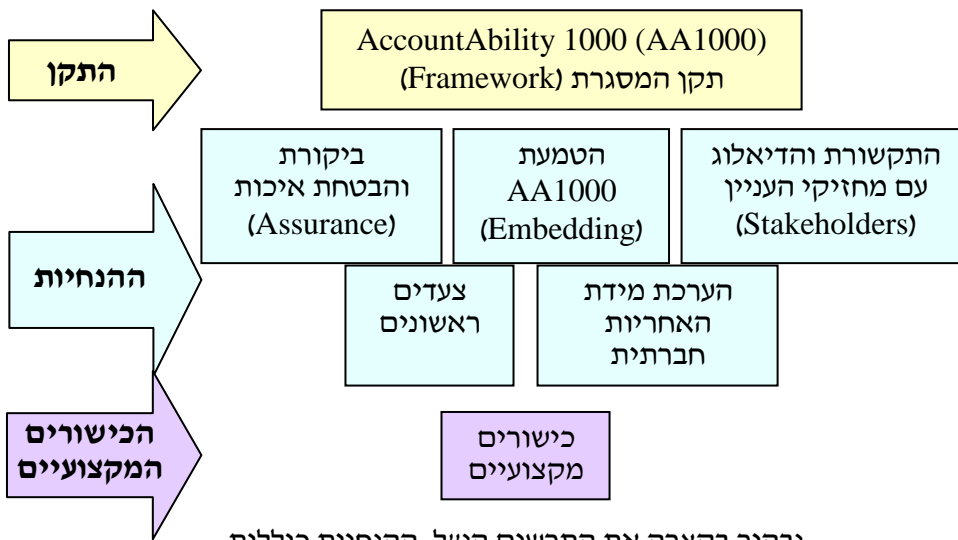 התקן
AccountAbility 1000 (AA1000)
תקן המסגרת (Framework)
ההנחיות
התקשורת והדיאלוג
עם מחזיקי העניין
(Stakeholders)
הטמעת
AA1000
(Embedding)
ביקורת
והבטחת איכות
(Assurance)
הערכת מידת
האחריות
חברתית
צעדים
ראשונים
הכישורים
המקצועיים
כישורים
מקצועיים